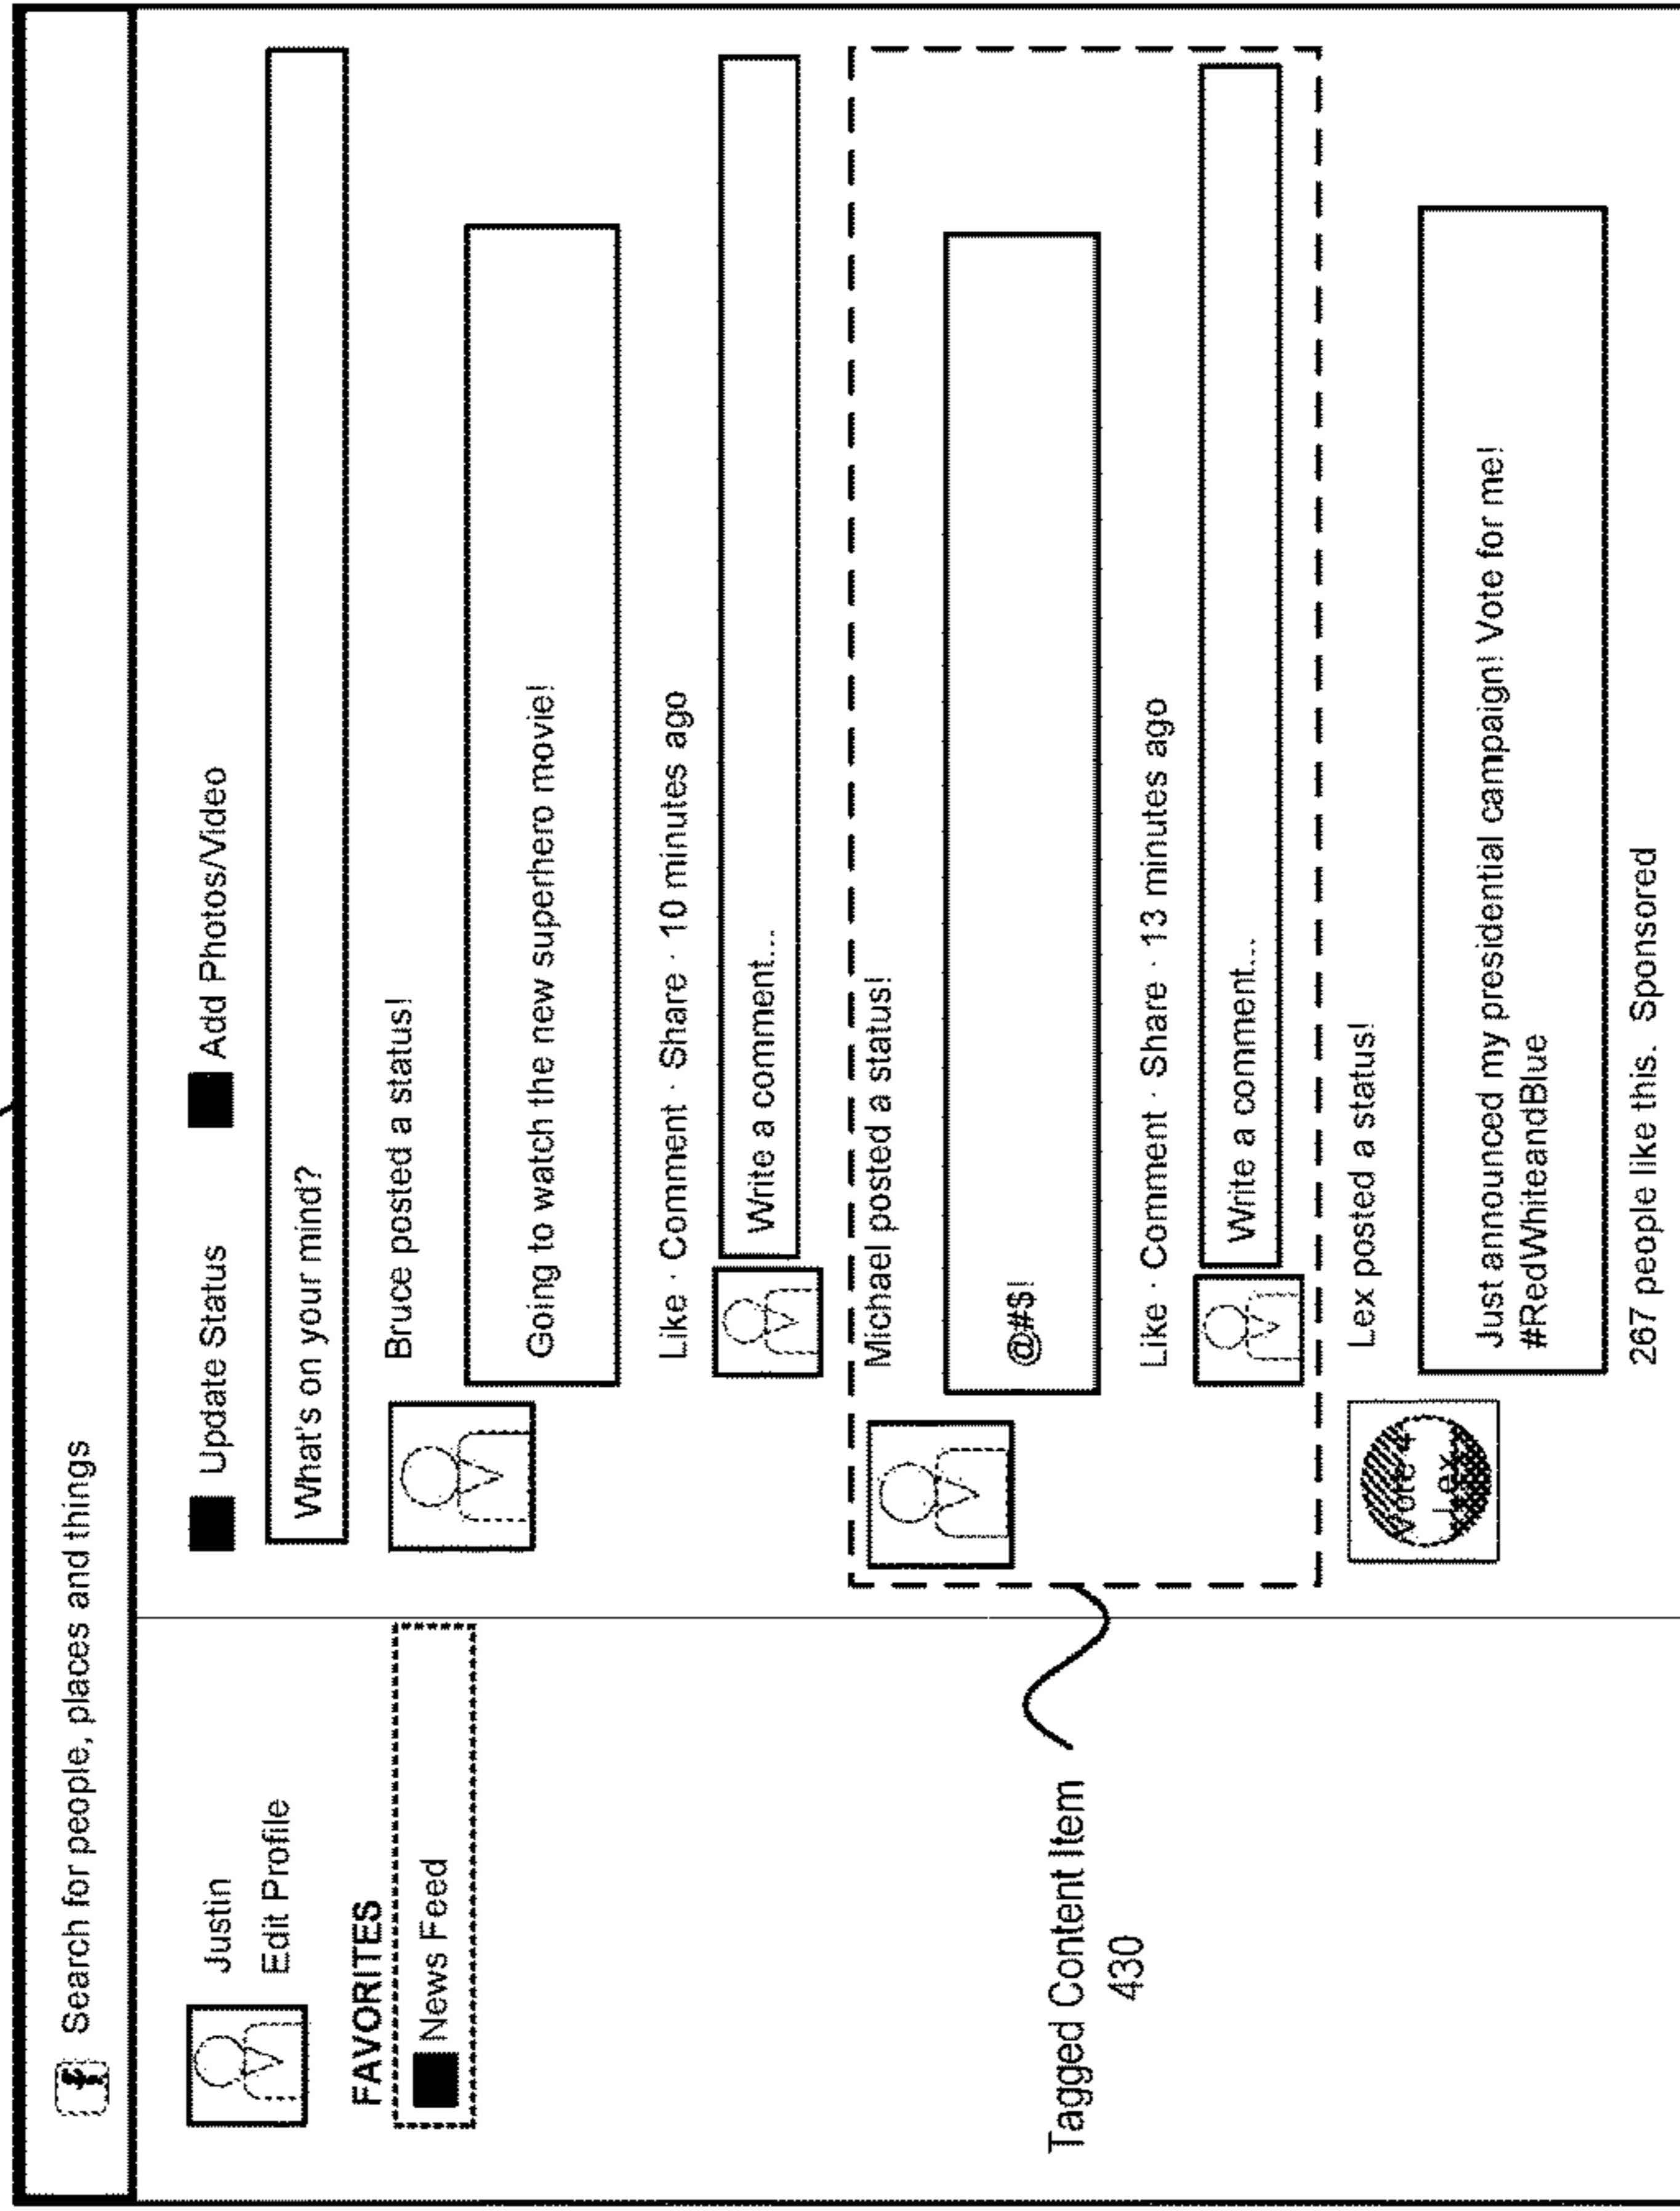 f Search for people, places and things
Justin
Edit Profile
FAVORITES
News Feed
Update Status Add Photos/Video
What's on your mind?
Bruce posted a status!
Going to watch the new superhero movie!
Like · Comment · Share · 10 minutes ago
Write a comment...
Michael posted a status!
@#$!
Like · Comment · Share · 13 minutes ago
Write a comment...
Tagged Content Item
430
Lex posted a status!
Vote 4
Lex
Just announced my presidential campaign! Vote for me!
#RedWhiteandBlue
267 people like this. Sponsored